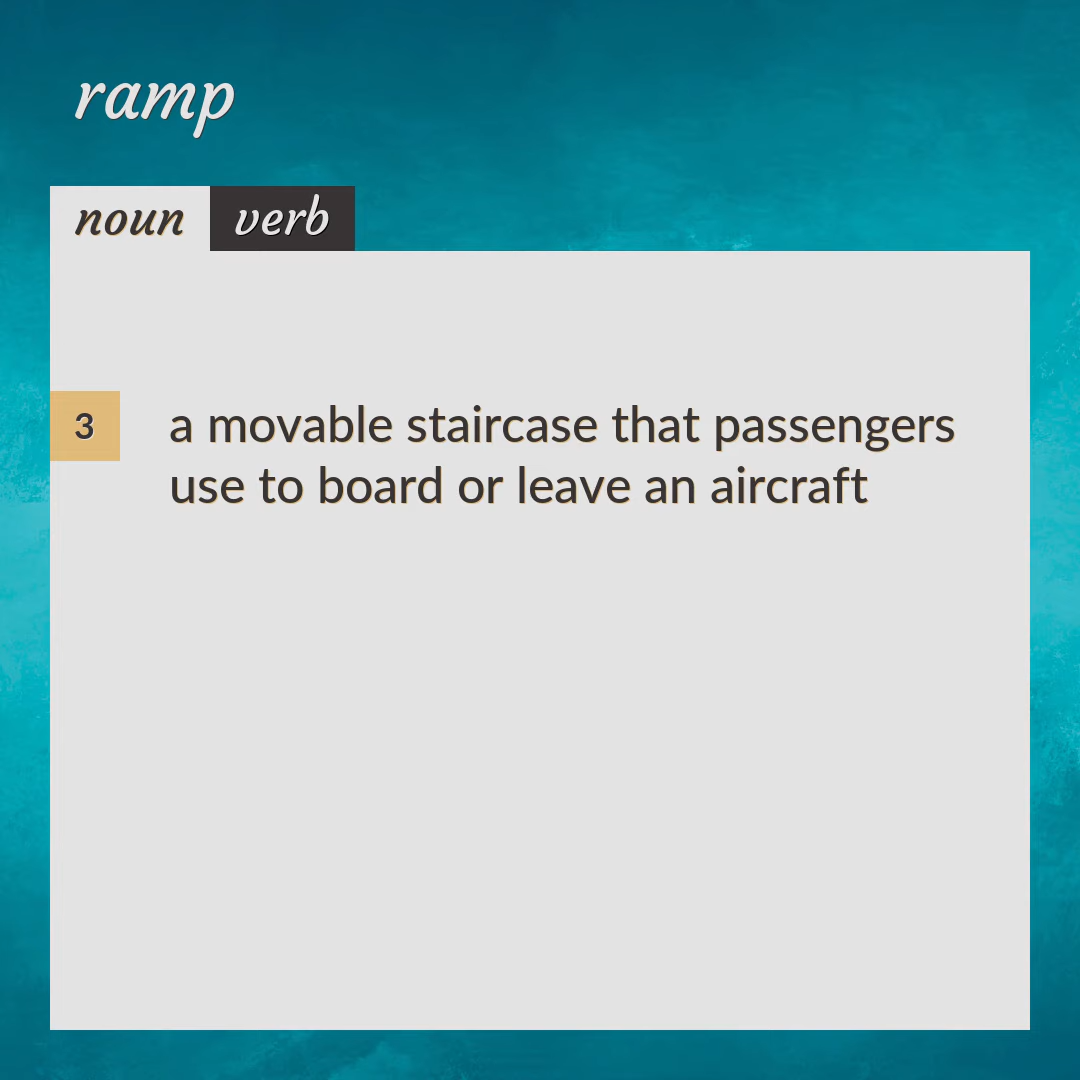 ramp
noun verb
3 a movable staircase that passengers
use to board or leave an aircraft